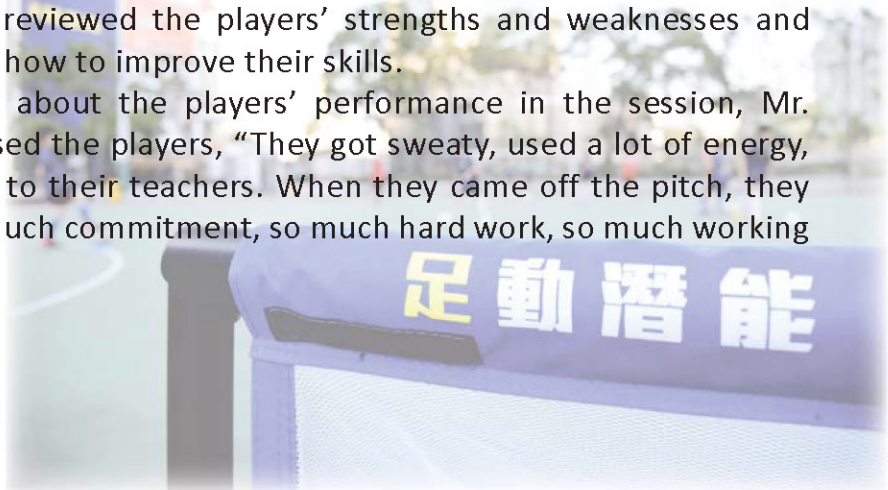 reviewed the players’ strengths and weaknesses and
how to improve their skills.
about the players’ performance in the session, Mr.
sed the players, “They got sweaty, used a lot of energy,
to their teachers. When they came off the pitch, they
uch commitment, so much hard work, so much working
足動潛能